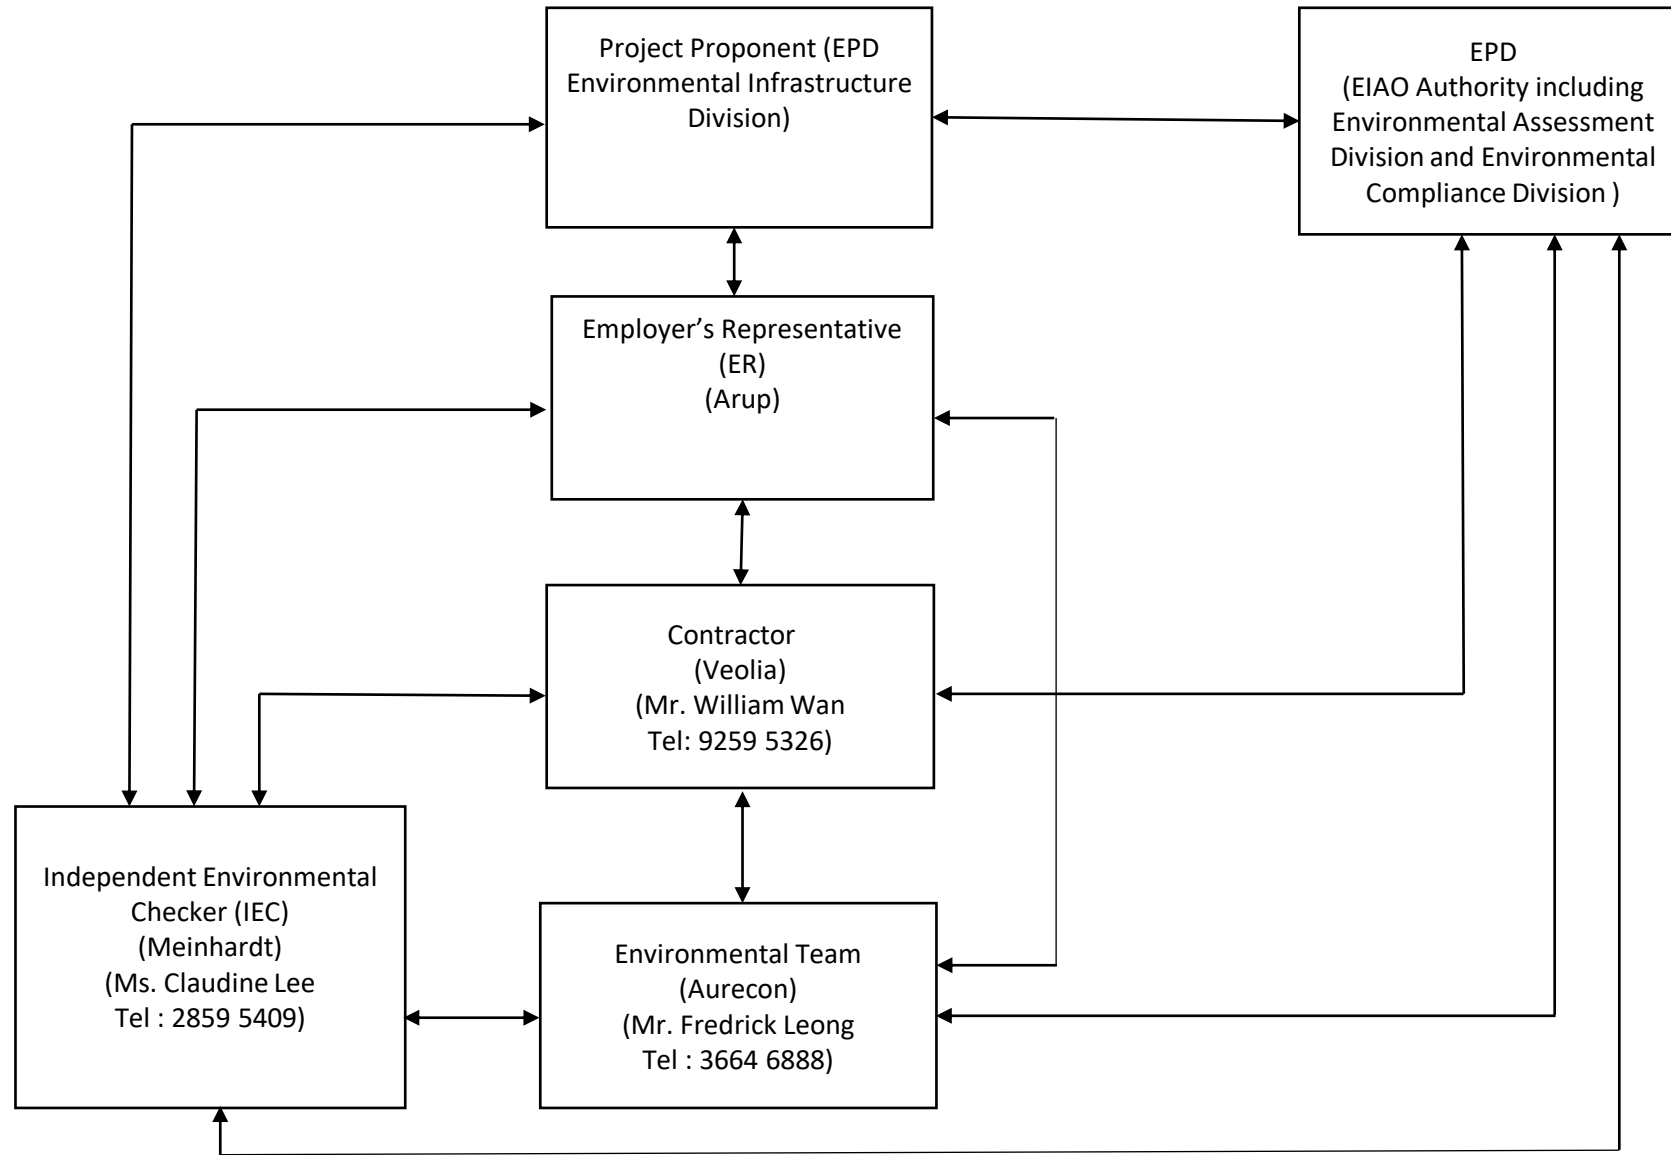 Project Proponent (EPD
Environmental Infrastructure
Division)
EPD
(EIAO Authority including
Environmental Assessment
Division and Environmental
Compliance Division )
Employer’s Representative
(ER)
(Arup)
Contractor
(Veolia)
(Mr. William Wan
Tel: 9259 5326)
Independent Environmental
Checker (IEC)
(Meinhardt)
(Ms. Claudine Lee
Tel : 2859 5409)
Environmental Team
(Aurecon)
(Mr. Fredrick Leong
Tel : 3664 6888)